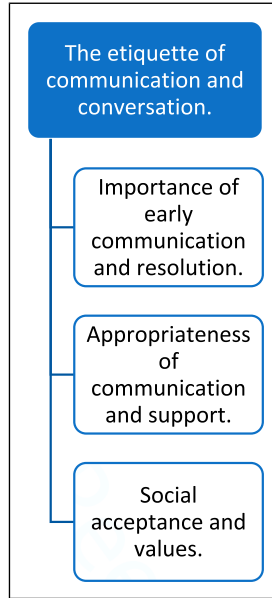 The etiquette of
communication and
conversation.
Importance of
early
communication
and resolution.
Appropriateness
of
communication
and support.
Social
acceptance and
values.